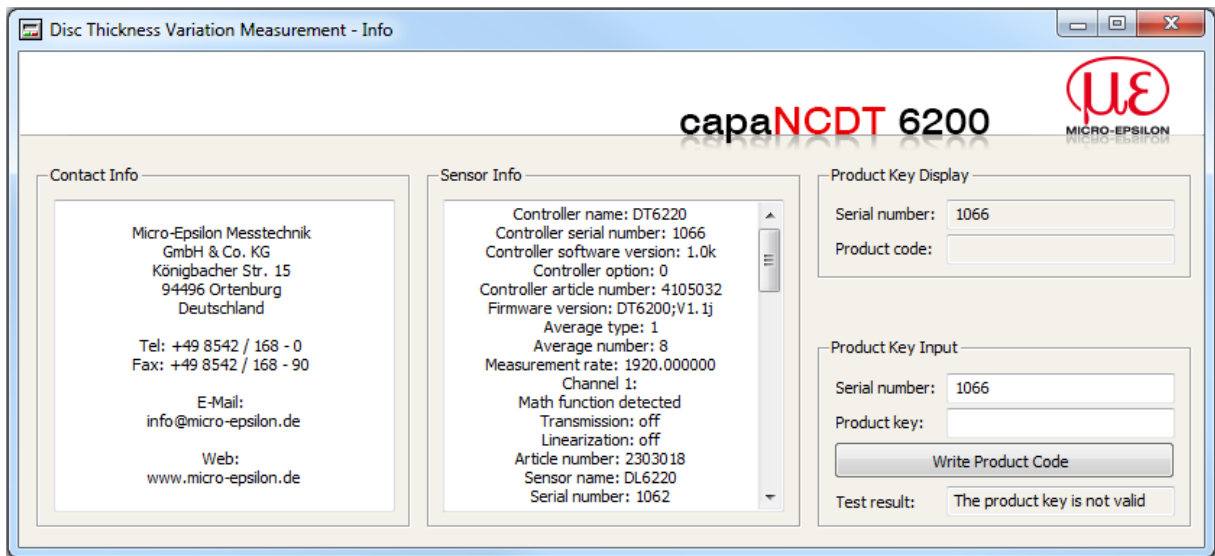 Disc Thickness Variation Measurement - Info
capaNCDT 6200
με
MICRO-EPSILON
Contact Info
Micro-Epsilon Messtechnik
GmbH & Co. KG
Königbacher Str. 15
94496 Ortenburg
Deutschland
Tel: +49 8542 / 168 - 0
Fax: +49 8542 / 168 - 90
E-Mail:
info@micro-epsilon.de
Web:
www.micro-epsilon.de
Sensor Info
Controller name: DT6220
Controller serial number: 1066
Controller software version: 1.0k
Controller option: 0
Controller article number: 4105032
Firmware version: DT6200;V1.1j
Average type: 1
Average number: 8
Measurement rate: 1920.000000
Channel 1:
Math function detected
Transmission: off
Linearization: off
Article number: 2303018
Sensor name: DL6220
Serial number: 1062
Product Key Display
Serial number: 1066
Product code:
Product Key Input
Serial number: 1066
Product key:
Write Product Code
Test result: The product key is not valid